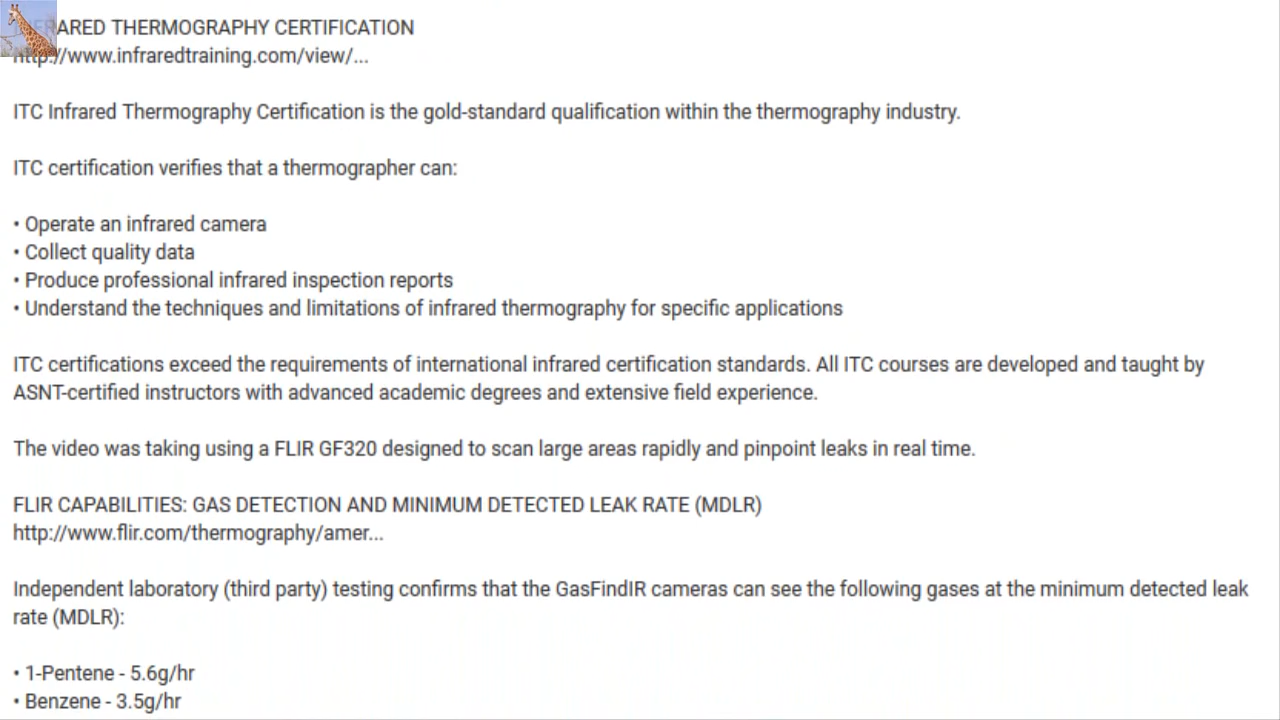 ARED THERMOGRAPHY CERTIFICATION
http://www.infraredtraining.com/view/...
ITC Infrared Thermography Certification is the gold-standard qualification within the thermography industry.
ITC certification verifies that a thermographer can:
• Operate an infrared camera
• Collect quality data
• Produce professional infrared inspection reports
• Understand the techniques and limitations of infrared thermography for specific applications
ITC certifications exceed the requirements of international infrared certification standards. All ITC courses are developed and taught by
ASNT-certified instructors with advanced academic degrees and extensive field experience.
The video was taking using a FLIR GF320 designed to scan large areas rapidly and pinpoint leaks in real time.
FLIR CAPABILITIES: GAS DETECTION AND MINIMUM DETECTED LEAK RATE (MDLR)
http://www.flir.com/thermography/amer...
Independent laboratory (third party) testing confirms that the GasFindIR cameras can see the following gases at the minimum detected leak
rate (MDLR):
• 1-Pentene - 5.6g/hr
• Benzene - 3.5g/hr